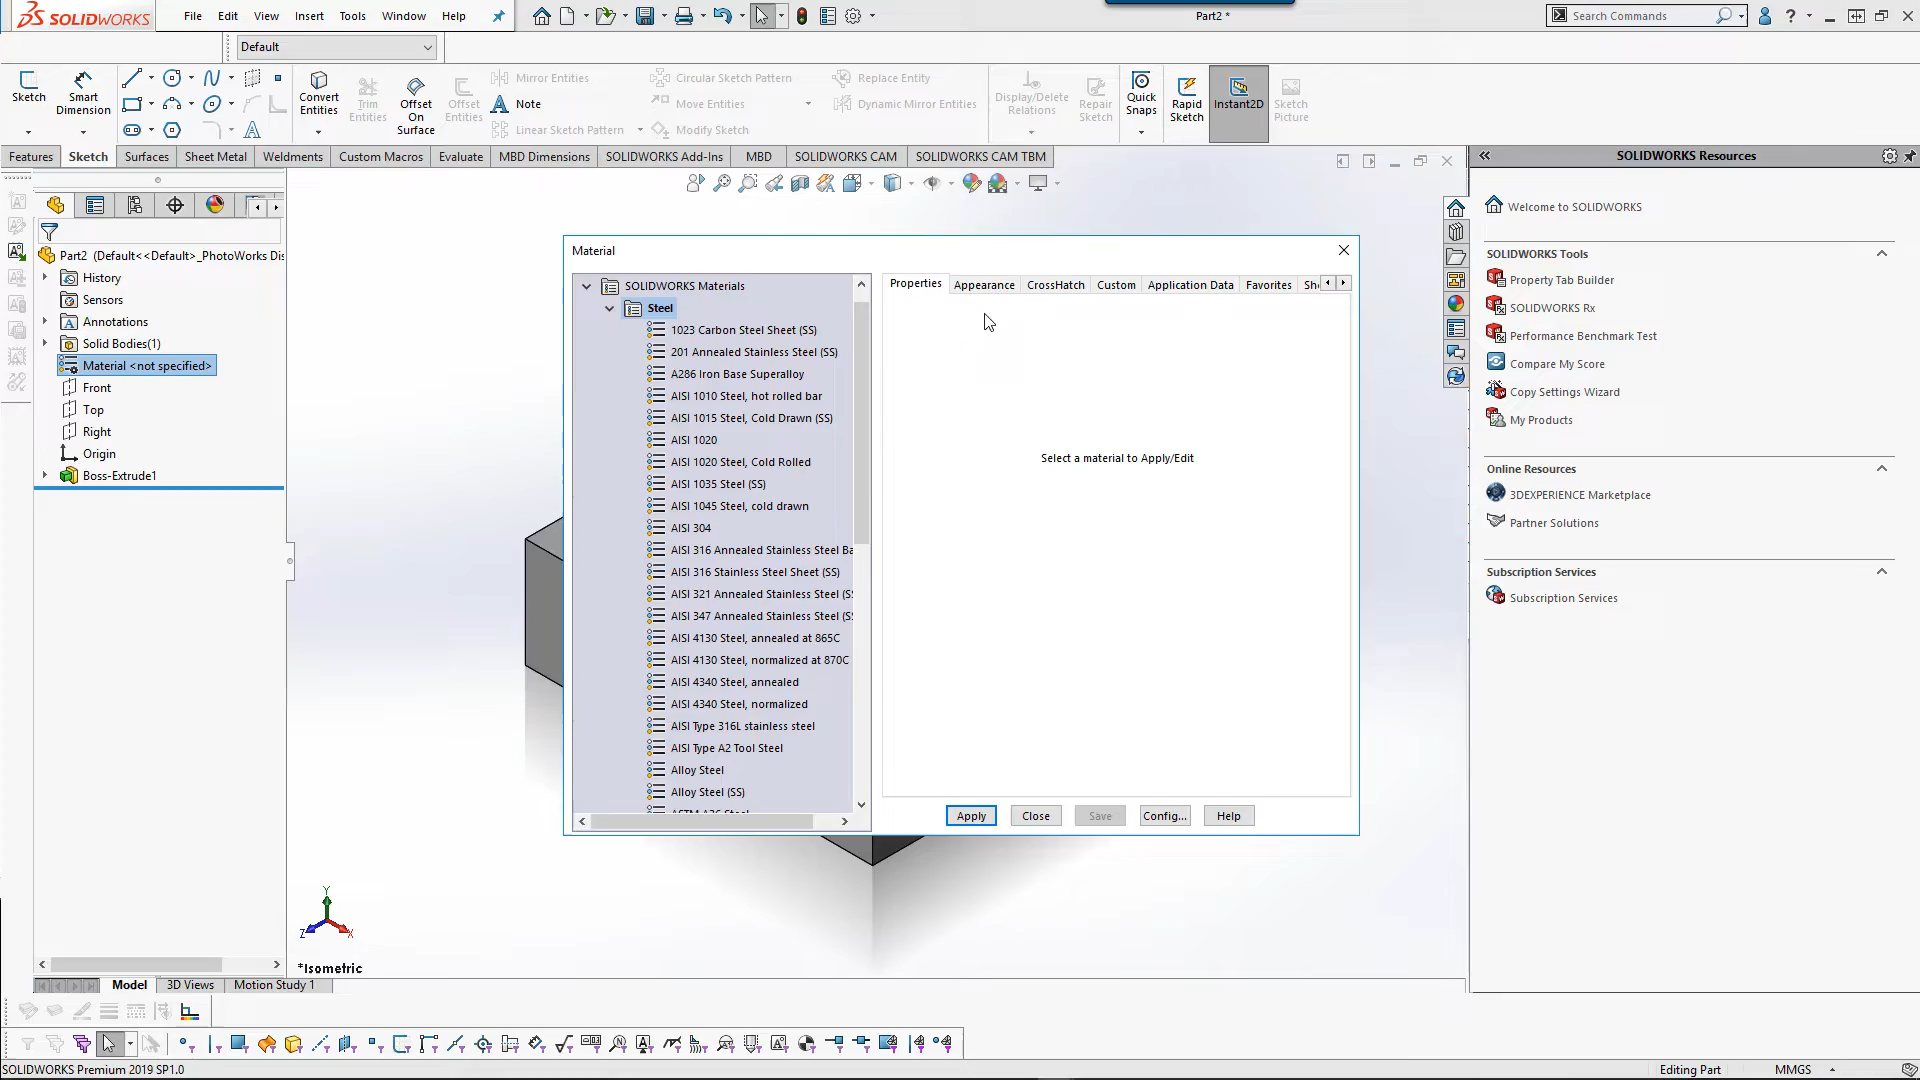 SOLIDWORKS File Edit View Insert Tools Window Help Part2 * Search Commands
Default
Sketch Smart Dimension Convert Entities Trim Entities Offset On Surface Offset Entities Mirror Entities Circular Sketch Pattern Replace Entity Display/Delete Relations Repair Sketch Quick Snaps Rapid Sketch Instant2D Sketch Picture
Note Move Entities Dynamic Mirror Entities
Linear Sketch Pattern Modify Sketch
Features Sketch Surfaces Sheet Metal Weldments Custom Macros Evaluate MBD Dimensions SOLIDWORKS Add-Ins MBD SOLIDWORKS CAM SOLIDWORKS CAM TBM
Part2 (Default<<Default>_PhotoWorks Dis
History
Sensors
Annotations
Solid Bodies(1)
Material <not specified>
Front
Top
Right
Origin
Boss-Extrude1
Material
SOLIDWORKS Materials
Steel
1023 Carbon Steel Sheet (SS)
201 Annealed Stainless Steel (SS)
A286 Iron Base Superalloy
AISI 1010 Steel, hot rolled bar
AISI 1015 Steel, Cold Drawn (SS)
AISI 1020
AISI 1020 Steel, Cold Rolled
AISI 1035 Steel (SS)
AISI 1045 Steel, cold drawn
AISI 304
AISI 316 Annealed Stainless Steel Ba
AISI 316 Stainless Steel Sheet (SS)
AISI 321 Annealed Stainless Steel (S
AISI 347 Annealed Stainless Steel (S
AISI 4130 Steel, annealed at 865C
AISI 4130 Steel, normalized at 870C
AISI 4340 Steel, annealed
AISI 4340 Steel, normalized
AISI Type 316L stainless steel
AISI Type A2 Tool Steel
Alloy Steel
Alloy Steel (SS)
ASTM A36 Steel
Properties Appearance CrossHatch Custom Application Data Favorites Sh
Select a material to Apply/Edit
Apply Close Save Config... Help
SOLIDWORKS Resources
Welcome to SOLIDWORKS
SOLIDWORKS Tools
Property Tab Builder
SOLIDWORKS Rx
Performance Benchmark Test
Compare My Score
Copy Settings Wizard
My Products
Online Resources
3DEXPERIENCE Marketplace
Partner Solutions
Subscription Services
Subscription Services
Y
Z X
*Isometric
Model 3D Views Motion Study 1
SOLIDWORKS Premium 2019 SP1.0 Editing Part MMGS